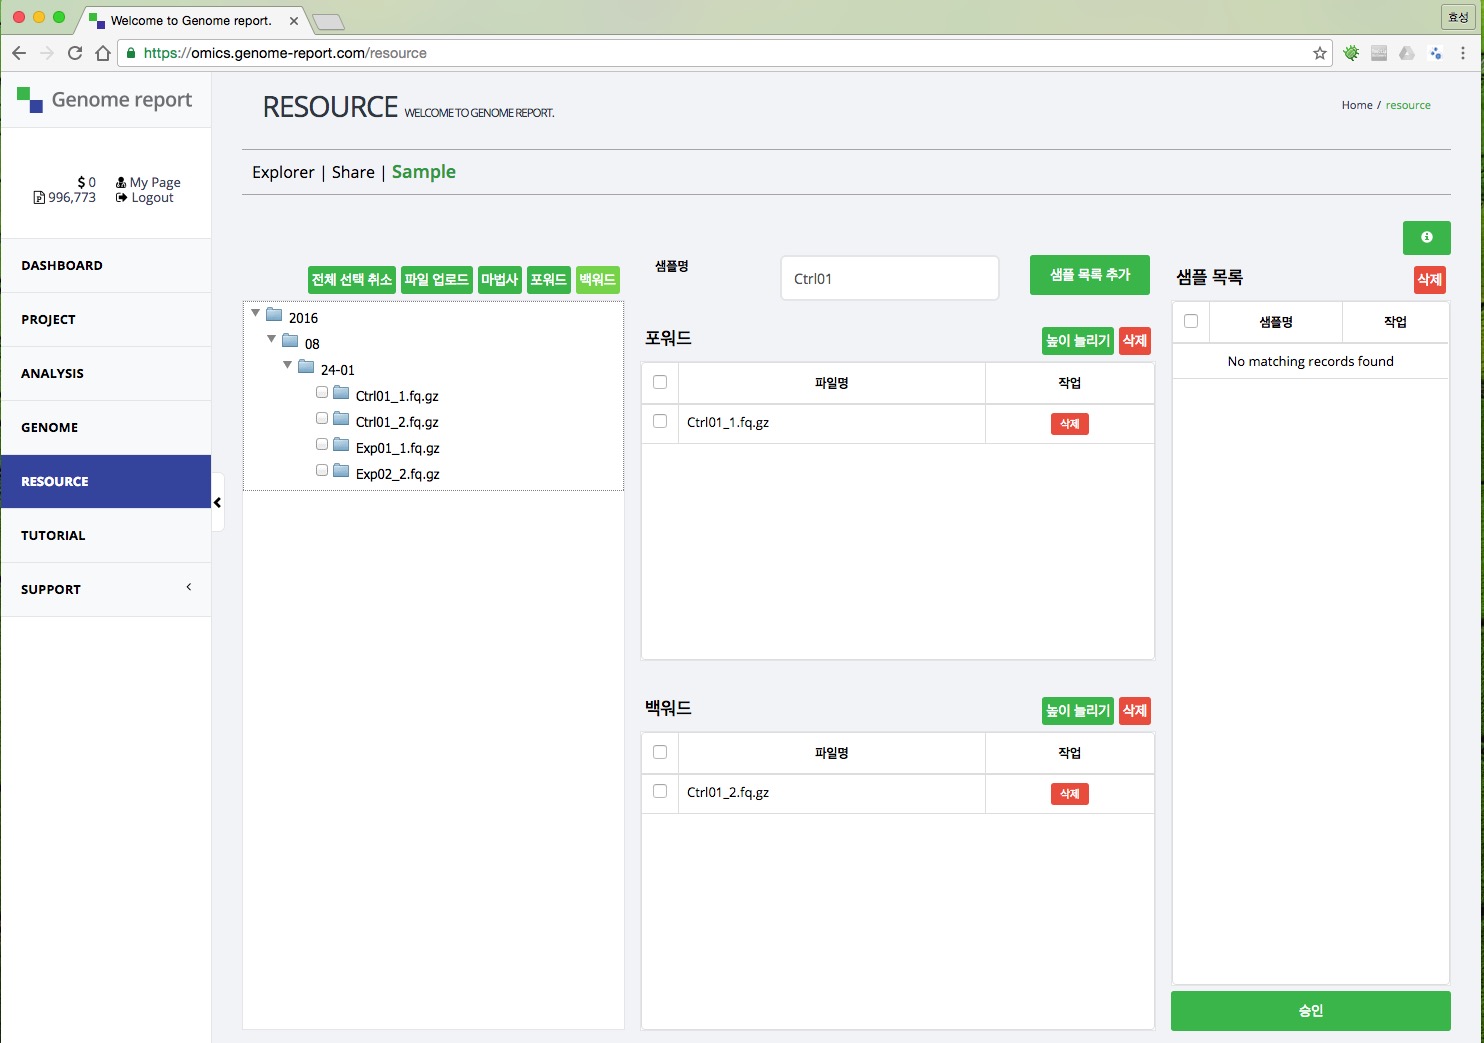 Welcome to Genome report.
효성
https://omics.genome-report.com/resource
Genome report
RESOURCE WELCOME TO GENOME REPORT.
Home / resource
$ 0 My Page
996,773 Logout
Explorer | Share | Sample
DASHBOARD
PROJECT
ANALYSIS
GENOME
RESOURCE
TUTORIAL
SUPPORT
전체 선택 취소 파일 업로드 마법사 포워드 백워드
2016
08
24-01
Ctrl01_1.fq.gz
Ctrl01_2.fq.gz
Exp01_1.fq.gz
Exp02_2.fq.gz
샘플명 Ctrl01 샘플 목록 추가
포워드 높이 늘리기 삭제
파일명 작업
Ctrl01_1.fq.gz 삭제
백워드 높이 늘리기 삭제
파일명 작업
Ctrl01_2.fq.gz 삭제
샘플 목록 삭제
샘플명 작업
No matching records found
승인